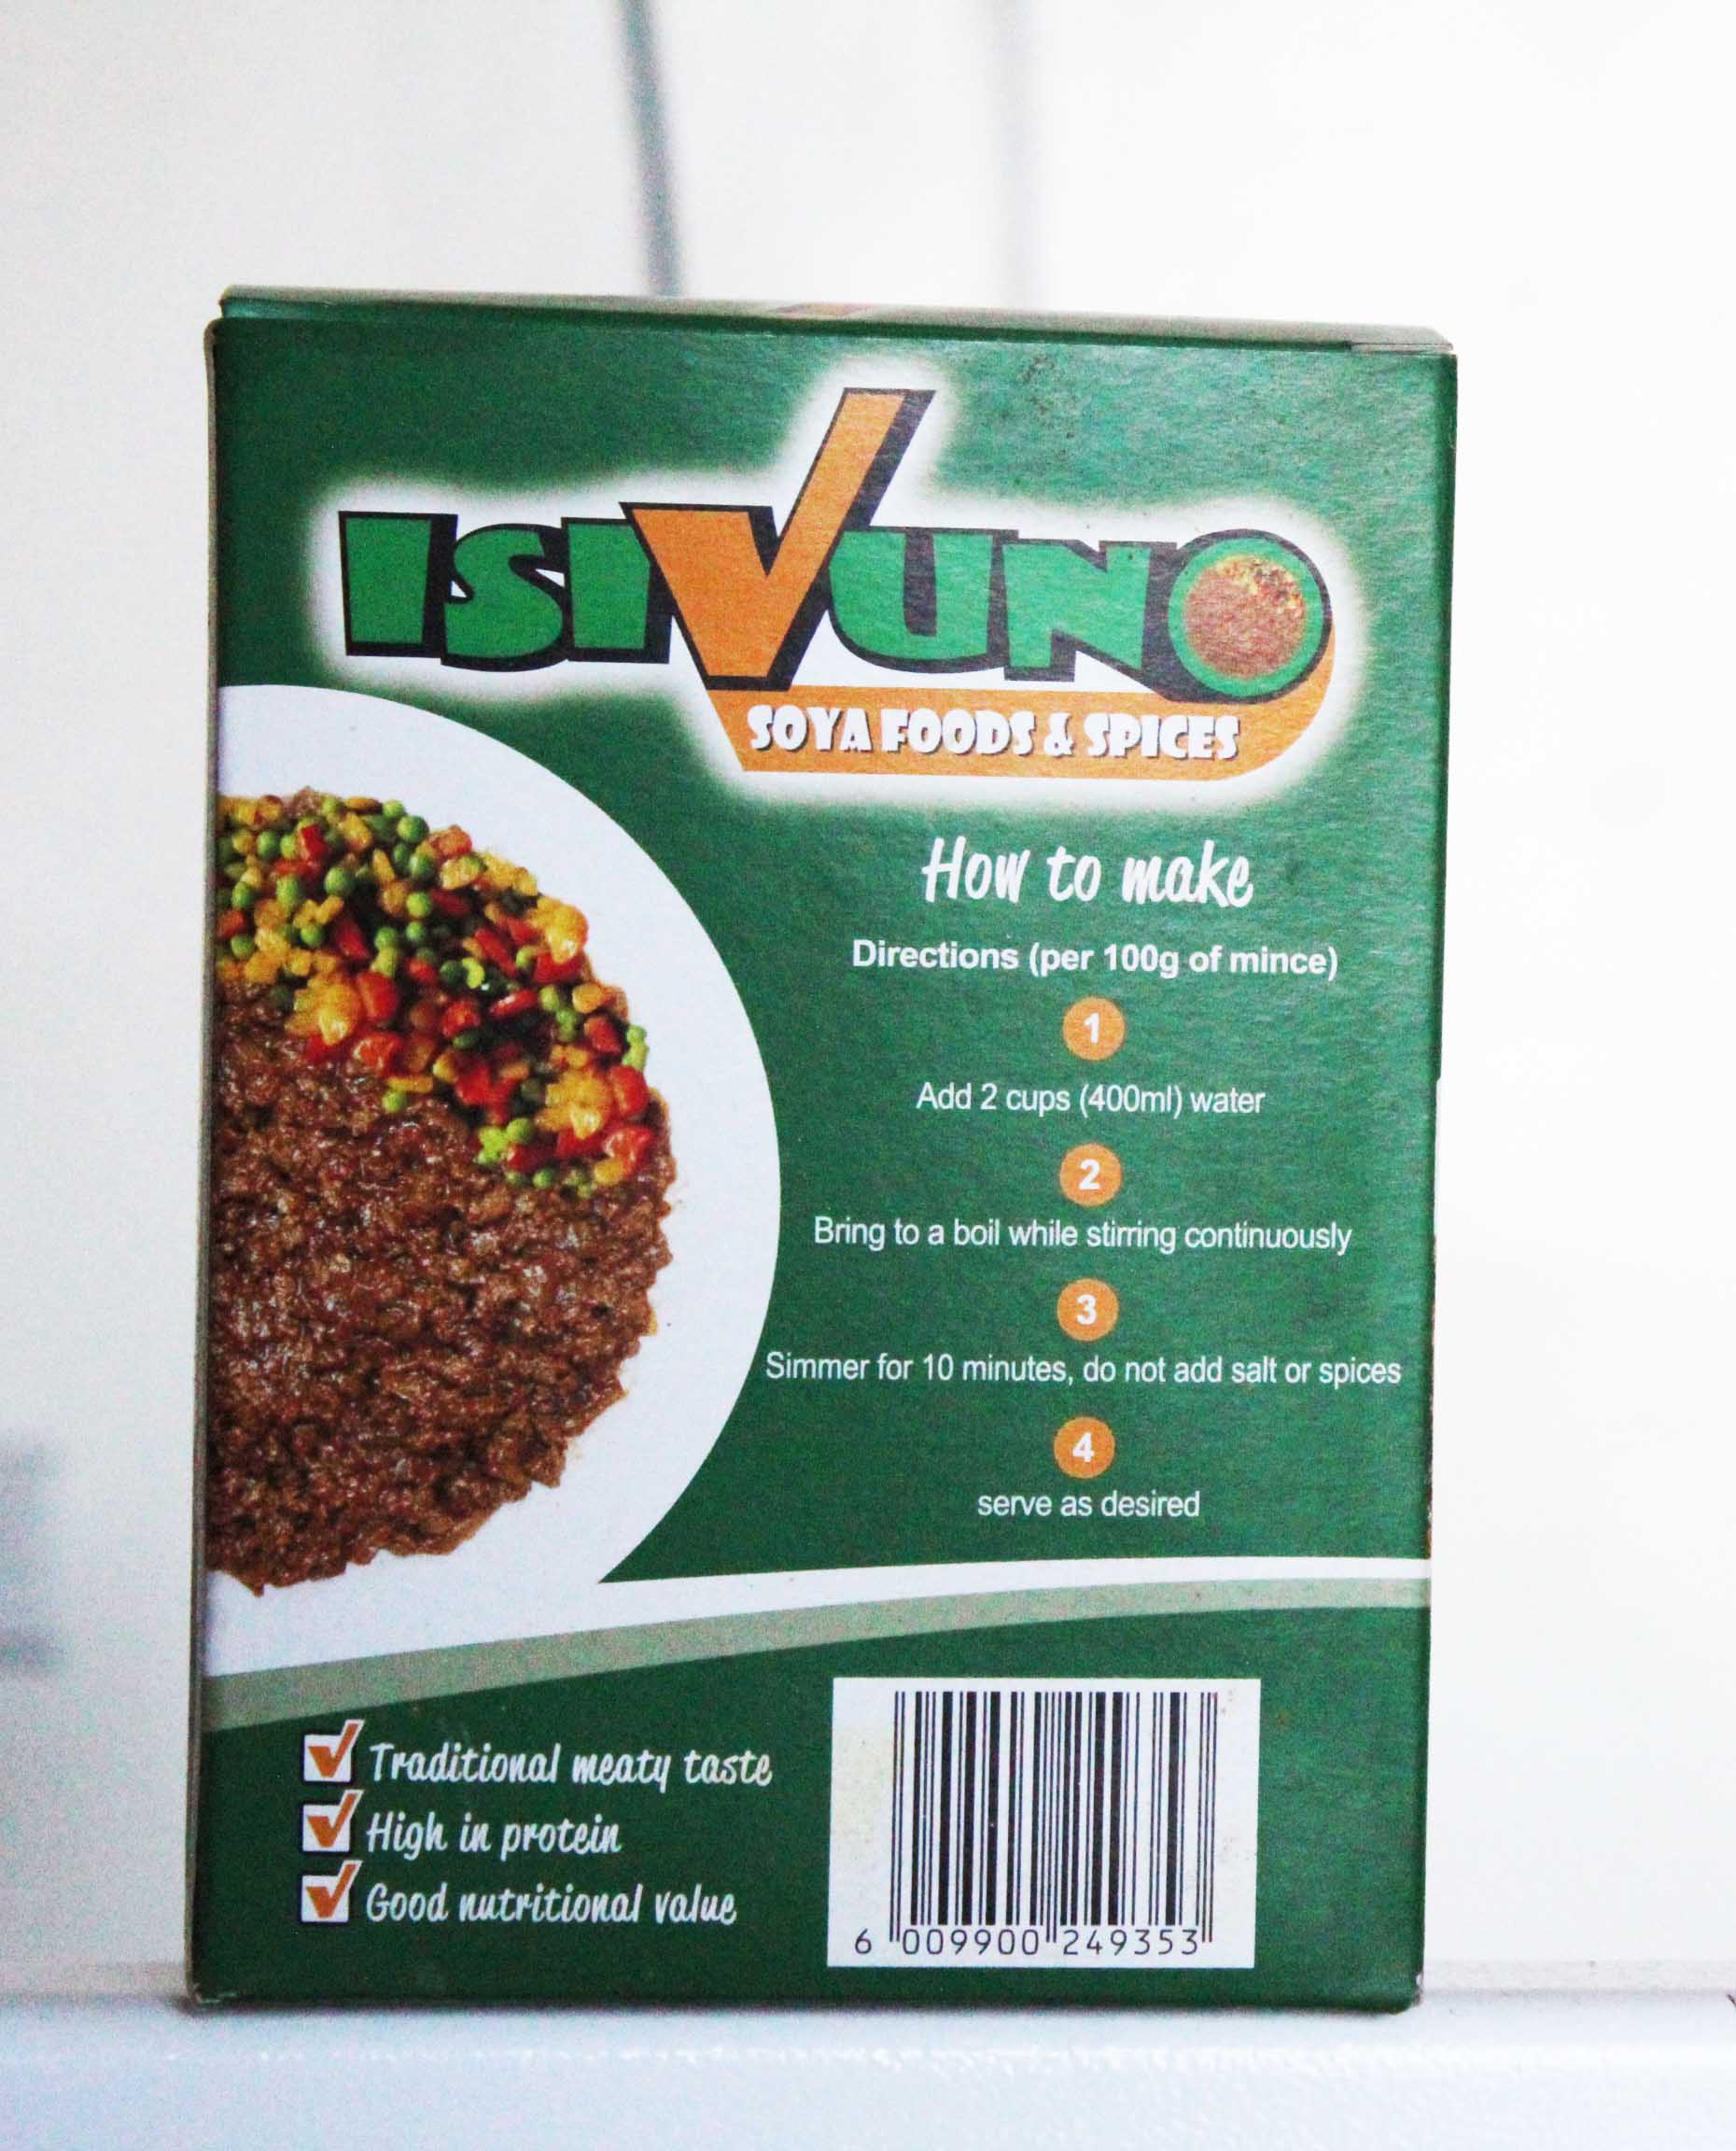 ISIVUNO
SOYA FOODS & SPICES
How to make
Directions (per 100g of mince)
1
Add 2 cups (400ml) water
2
Bring to a boil while stirring continuously
3
Simmer for 10 minutes, do not add salt or spices
4
serve as desired
Traditional meaty taste
High in protein
Good nutritional value
6 009900 249353